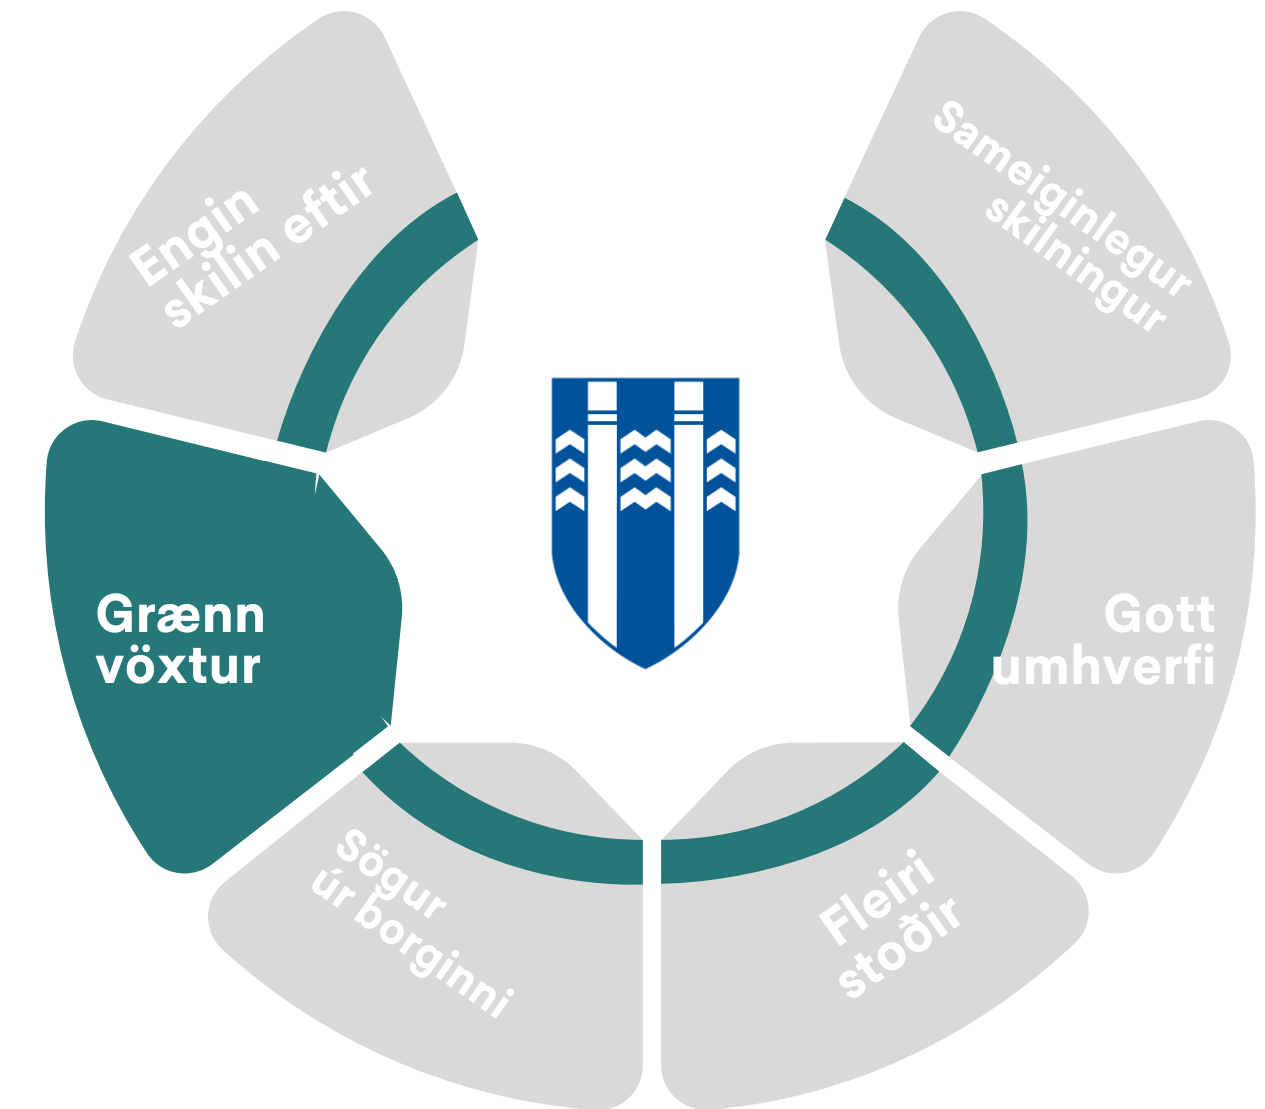 Engin
skilin eftir
Sameiginlegur
skilningur
Grænn
vöxtur
Gott
umhverfi
Sögur
úr borginni
Fleiri
stoðir